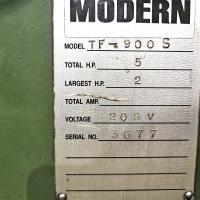 MODERN
MODEL TF-900S
TOTAL H.P. 5
LARGEST H.P. 2
TOTAL AMP.
VOLTAGE 208V
SERIAL NO. 3677